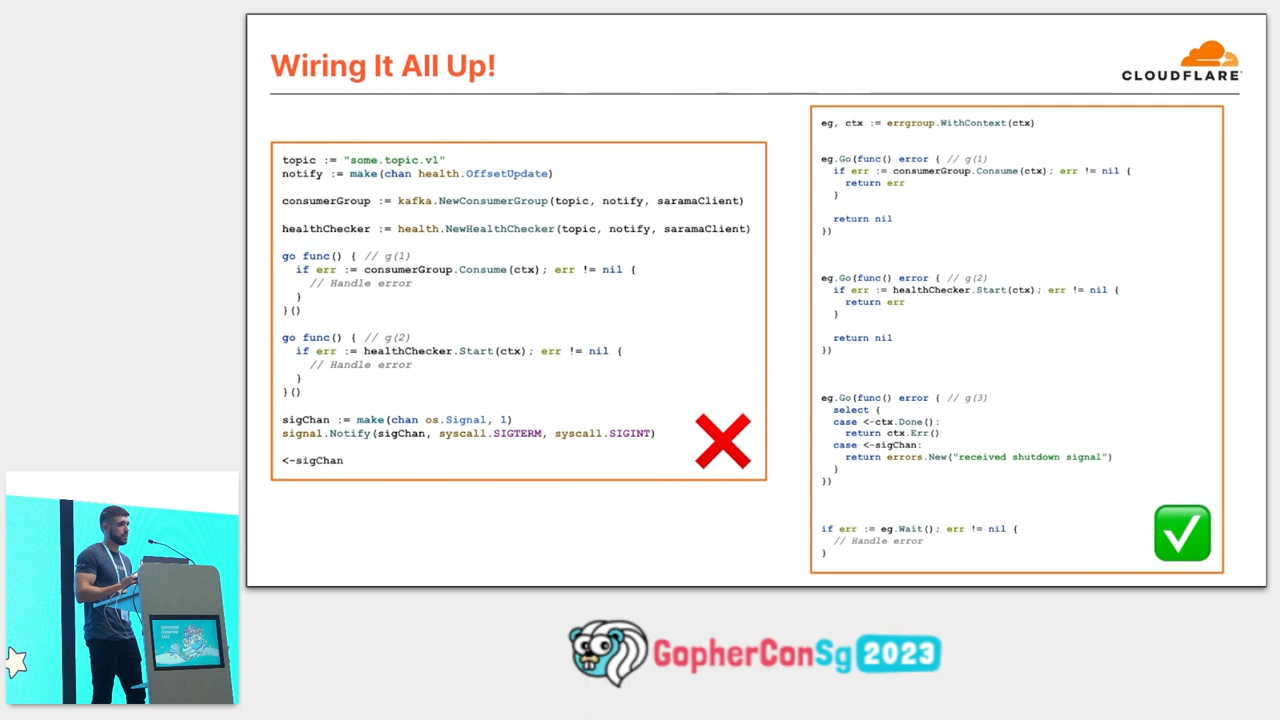 Wiring It All Up!
CLOUDFLARE
topic := "some.topic.v1"
notify := make(chan health.OffsetUpdate)
consumerGroup := kafka.NewConsumerGroup(topic, notify, saramaClient)
healthChecker := health.NewHealthChecker(topic, notify, saramaClient)
go func() { // g(1)
if err := consumerGroup.Consume(ctx); err != nil {
// Handle error
}
}()
go func() { // g(2)
if err := healthChecker.Start(ctx); err != nil {
// Handle error
}
}()
sigChan := make(chan os.Signal, 1)
signal.Notify(sigChan, syscall.SIGTERM, syscall.SIGINT)
<-sigChan
eg, ctx := errgroup.WithContext(ctx)
eg.Go(func() error { // g(1)
if err := consumerGroup.Consume(ctx); err != nil {
return err
}
return nil
})
eg.Go(func() error { // g(2)
if err := healthChecker.Start(ctx); err != nil {
return err
}
return nil
})
eg.Go(func() error { // g(3)
select {
case <-ctx.Done():
return ctx.Err()
case <-sigChan:
return errors.New("received shutdown signal")
}
})
if err := eg.Wait(); err != nil {
// Handle error
}
GopherConSg 2023